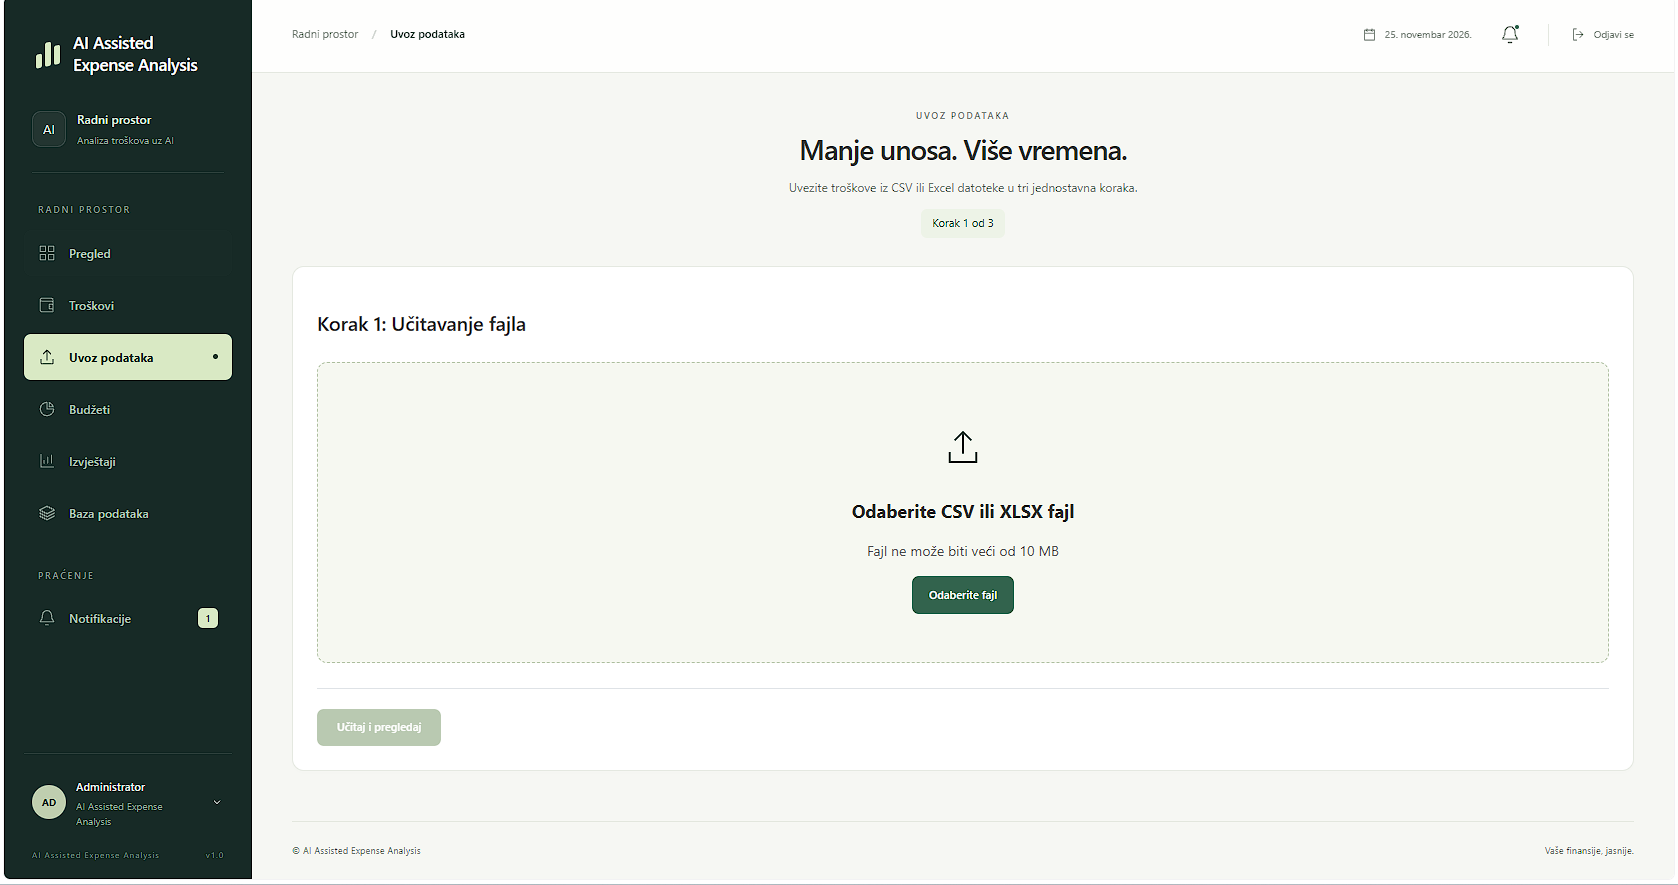 AI Assisted
Expense Analysis
AI
Radni prostor
Analiza troškova uz AI
RADNI PROSTOR
Pregled
Troškovi
Uvoz podataka
Budžeti
Izvještaji
Baza podataka
PRAĆENJE
Notifikacije
1
AD
Administrator
AI Assisted Expense
Analysis
AI Assisted Expense Analysis
v1.0
Radni prostor / Uvoz podataka
25. novembar 2026.
Odjavi se
UVOZ PODATAKA
Manje unosa. Više vremena.
Uvezite troškove iz CSV ili Excel datoteke u tri jednostavna koraka.
Korak 1 od 3
Korak 1: Učitavanje fajla
Odaberite CSV ili XLSX fajl
Fajl ne može biti veći od 10 MB
Odaberite fajl
Učitaj i pregledaj
© AI Assisted Expense Analysis
Vaše finansije, jasnije.